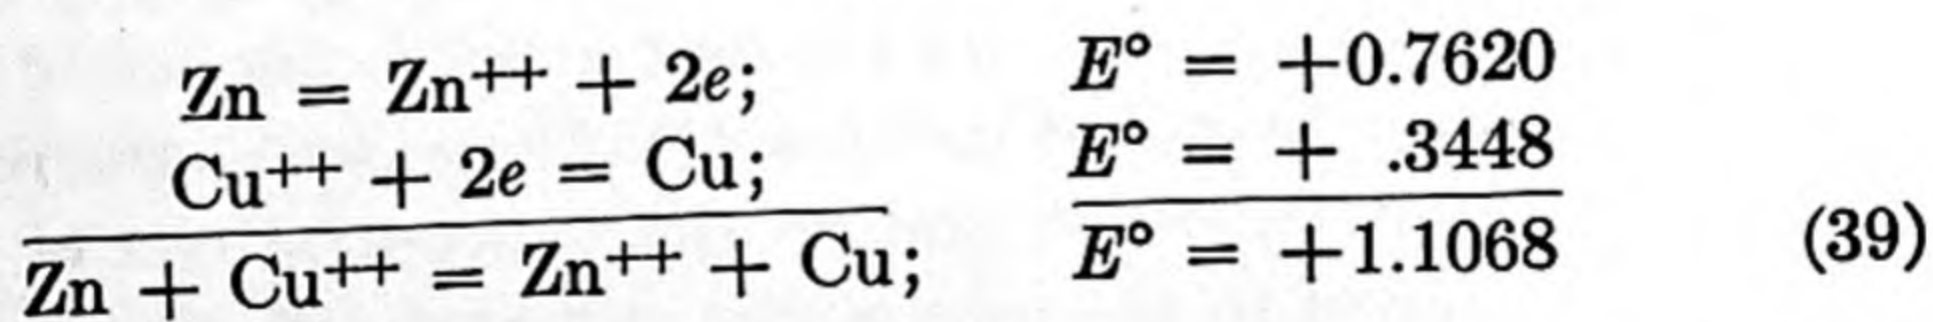 Zn = Zn⁺⁺ + 2e; E° = +0.7620
Cu⁺⁺ + 2e = Cu; E° = + .3448
Zn + Cu⁺⁺ = Zn⁺⁺ + Cu; E° = +1.1068 (39)